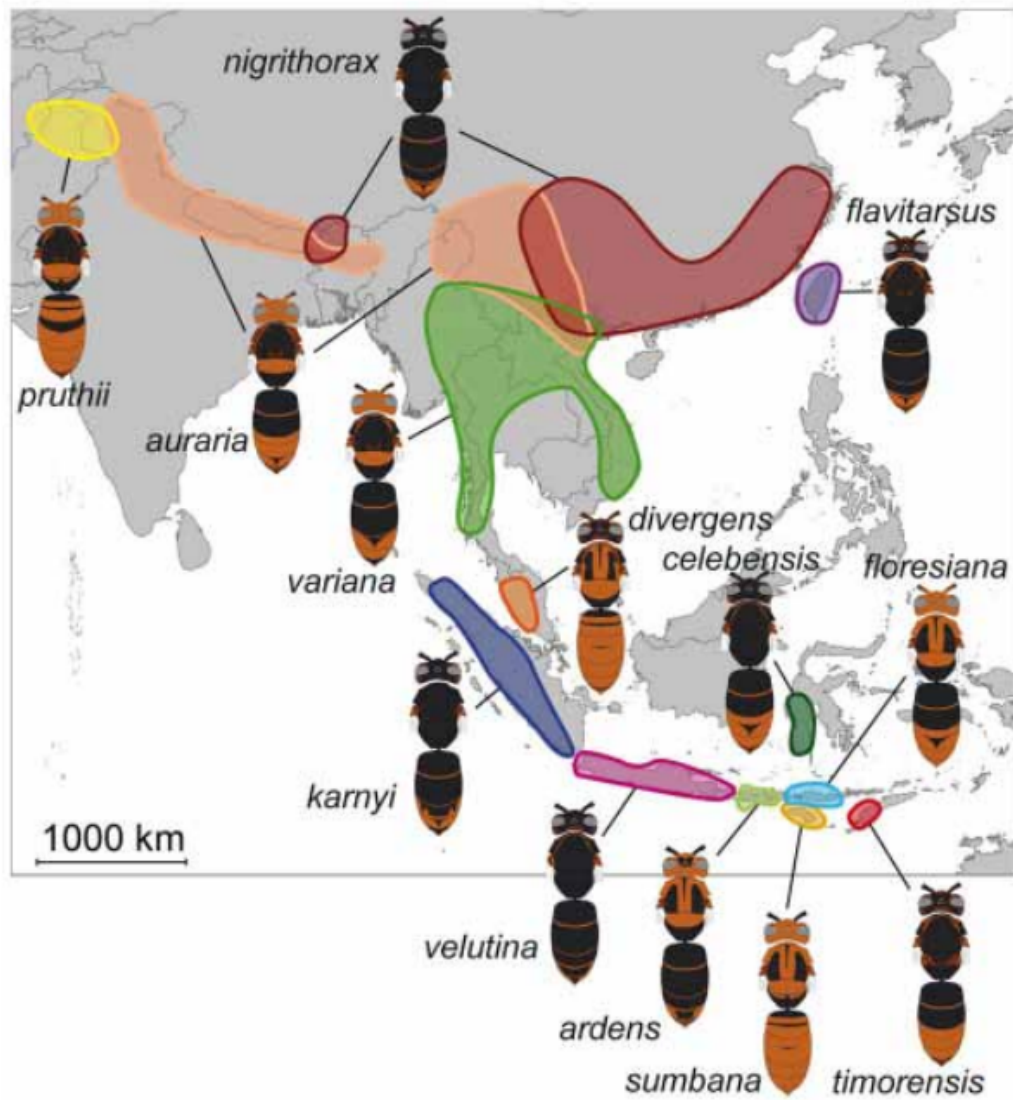 nigrithorax
flavitarsus
pruthii
auraria
variana
divergens
celebensis
floresiana
karnyi
1000 km
velutina
ardens
sumbana
timorensis